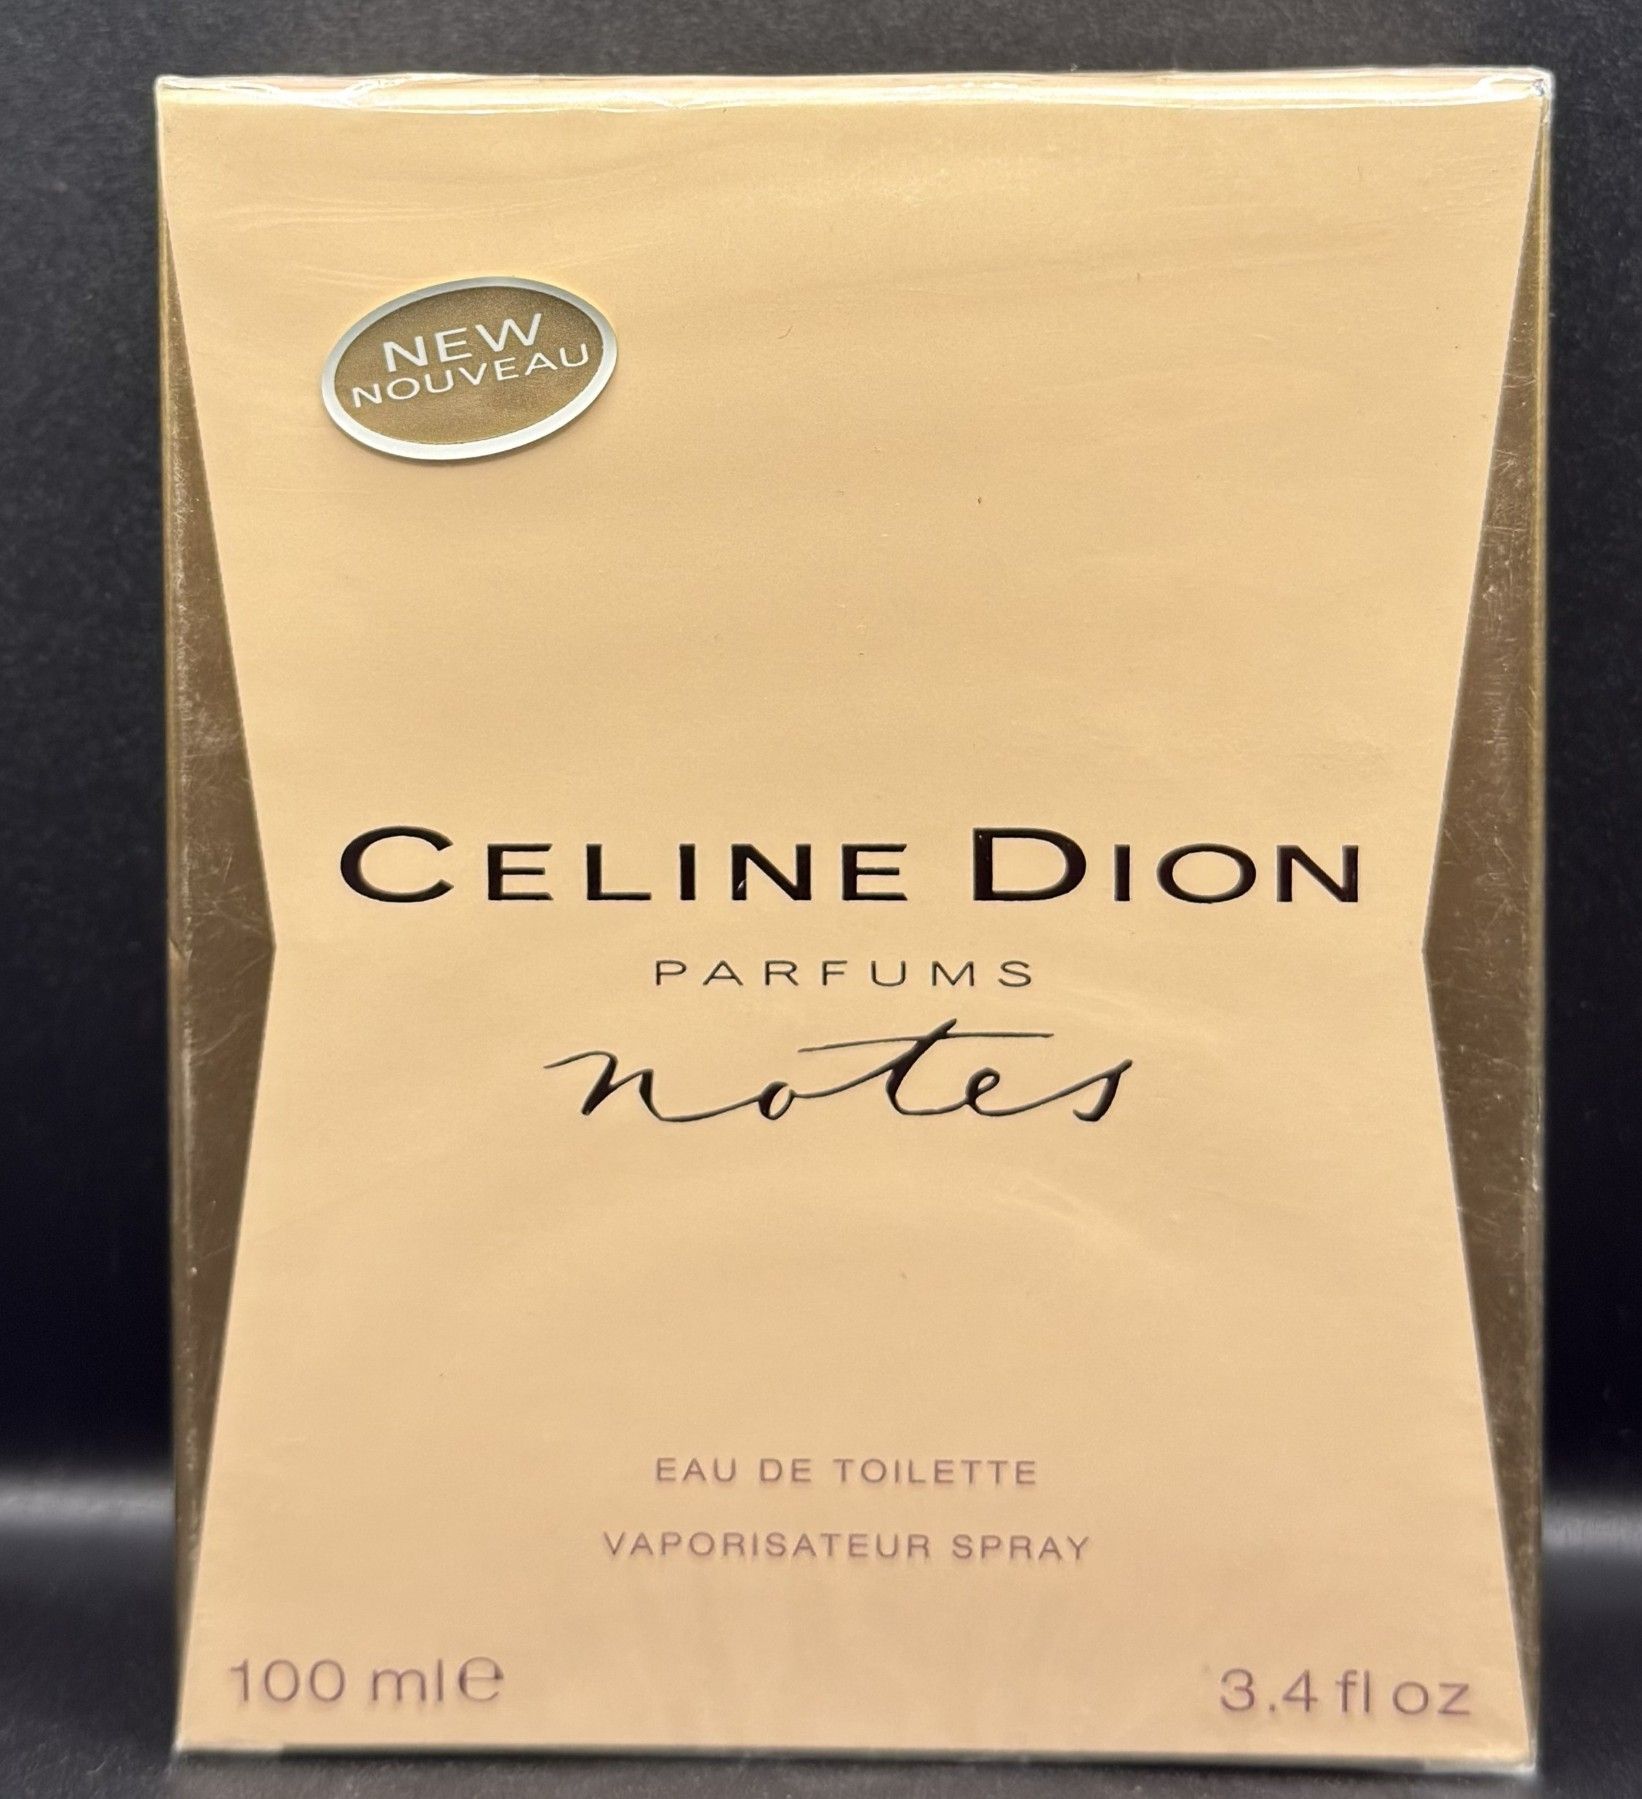 NEW
NOUVEAU
CELINE DION
PARFUMS
notes
EAU DE TOILETTE
VAPORISATEUR SPRAY
100 ml℮
3.4 fl oz